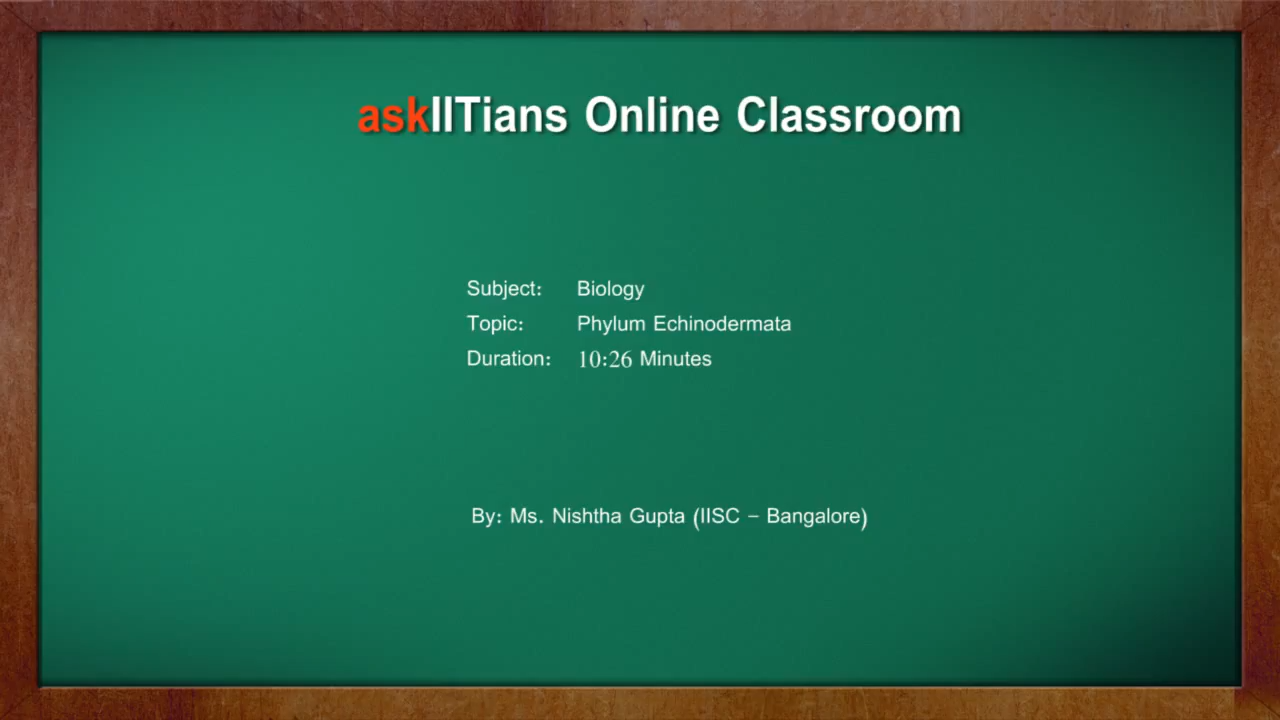 askIITians Online Classroom
Subject: Biology
Topic: Phylum Echinodermata
Duration: 10:26 Minutes
By: Ms. Nishtha Gupta (IISC – Bangalore)